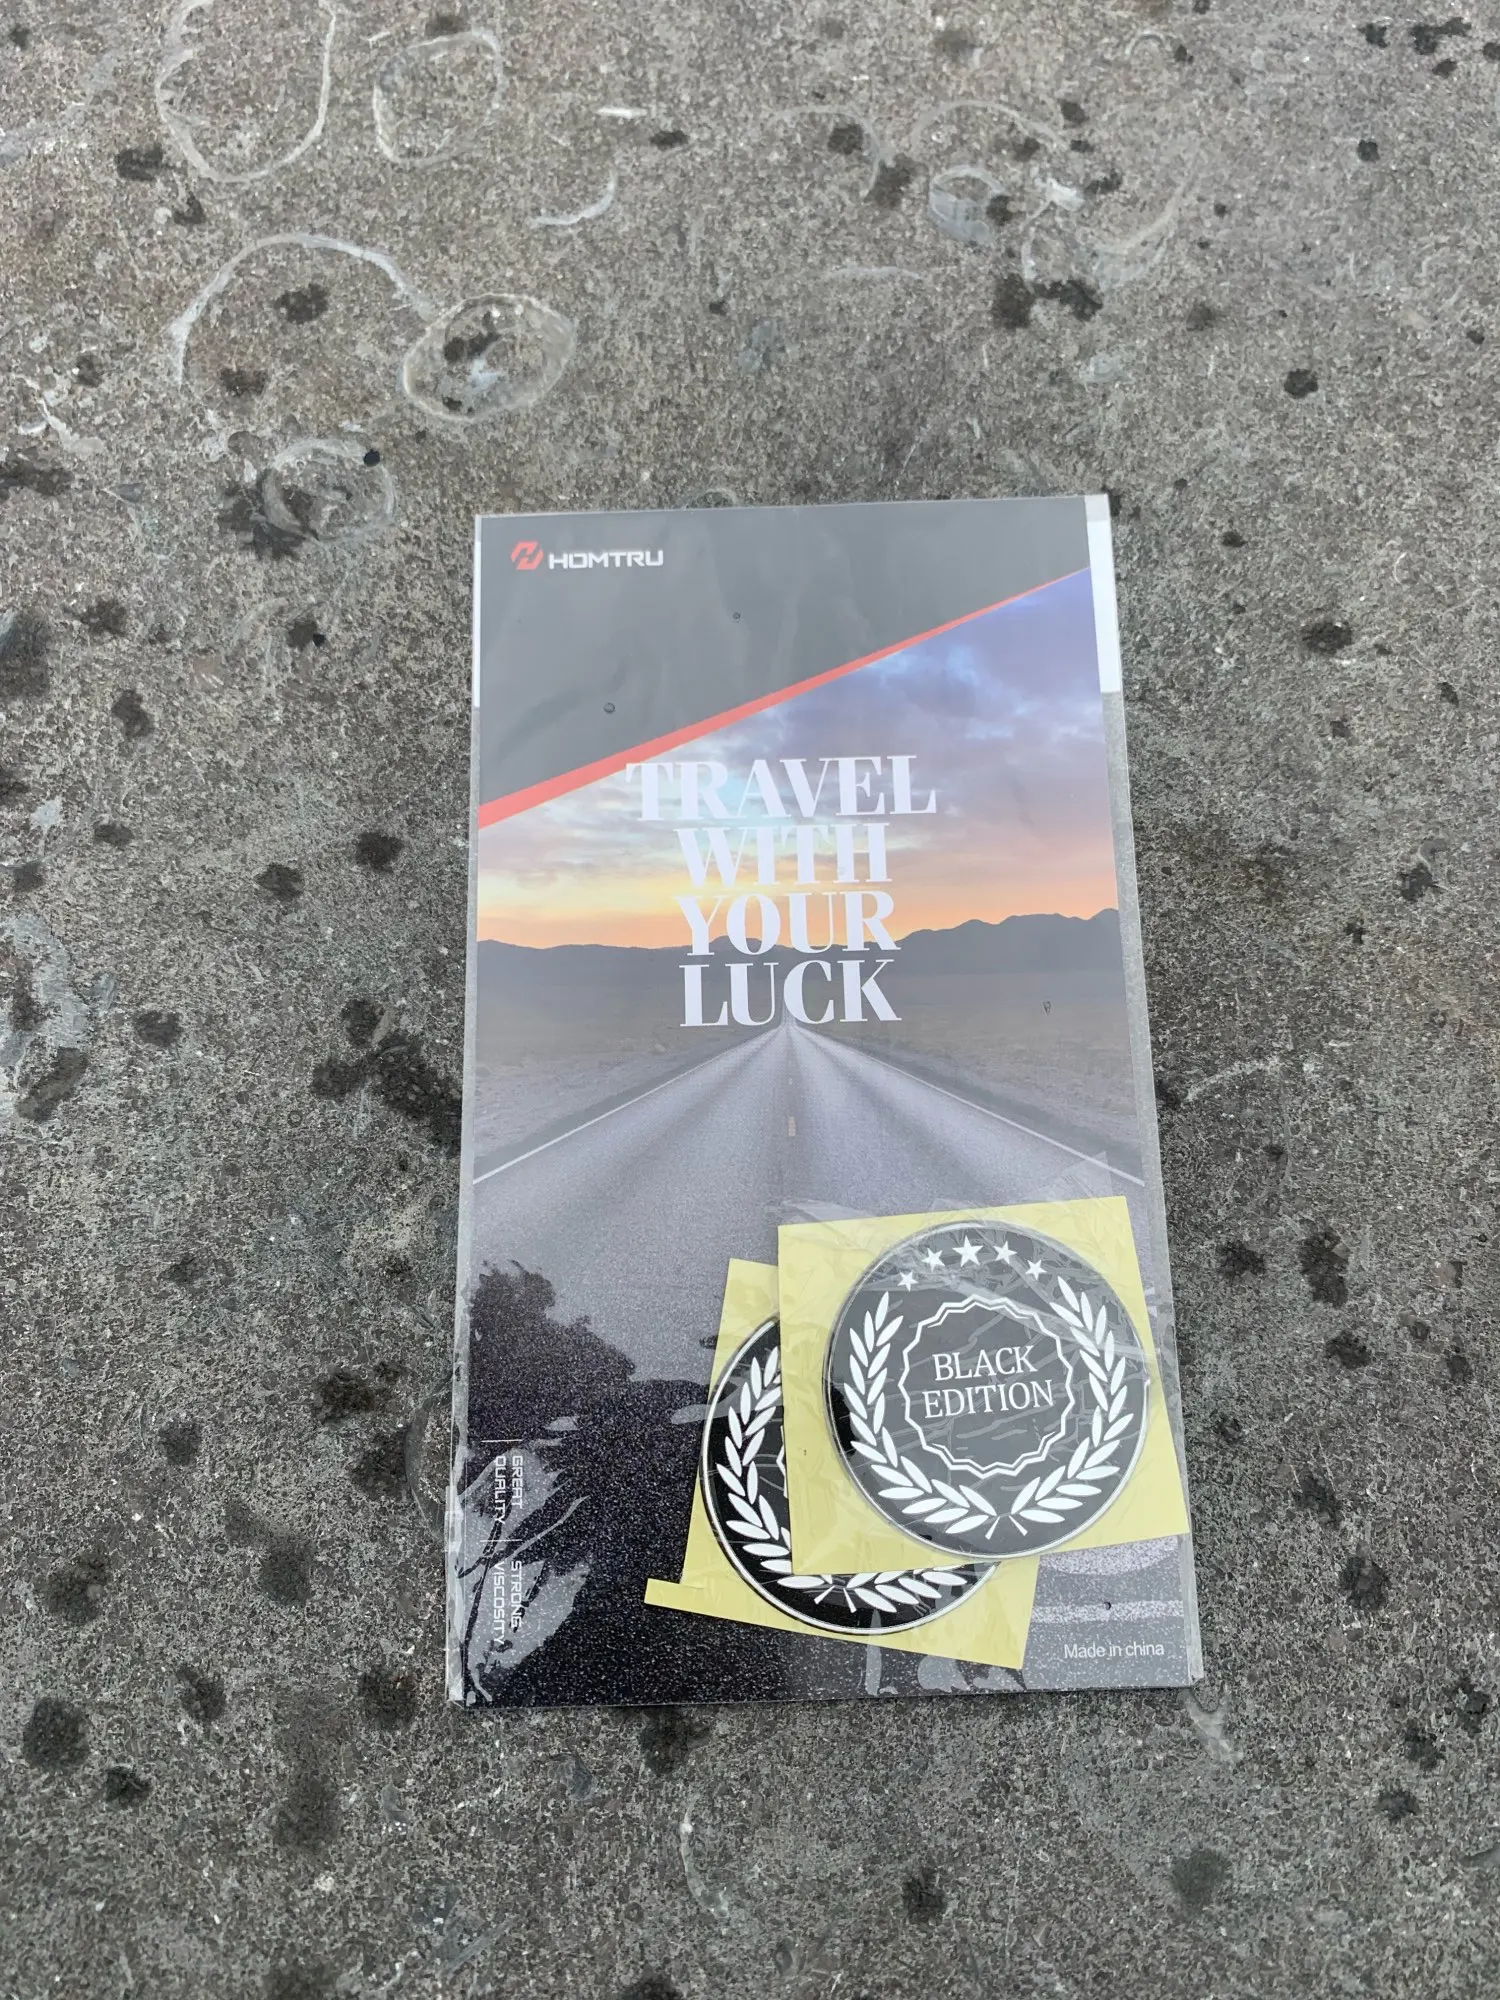 HOMTRU
TRAVEL
WITH
YOUR
LUCK
BLACK
EDITION
GREAT
QUALITY
STRONG
VISCOSITY
Made in china